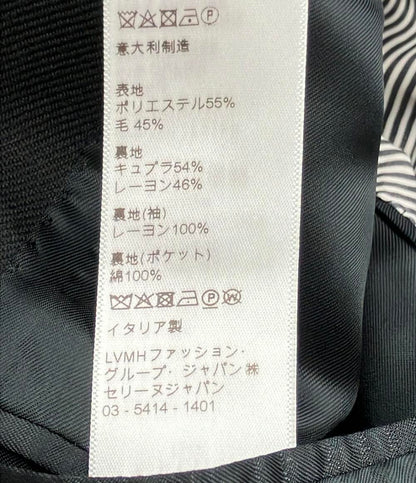 意大利制造
表地
ポリエステル55%
毛 45%
裏地
キュプラ54%
レーヨン46%
裏地(袖)
レーヨン100%
裏地(ポケット)
綿100%
イタリア製
LVMHファッション・
グループ・ジャパン㈱
セリーヌジャパン
03 - 5414 - 1401